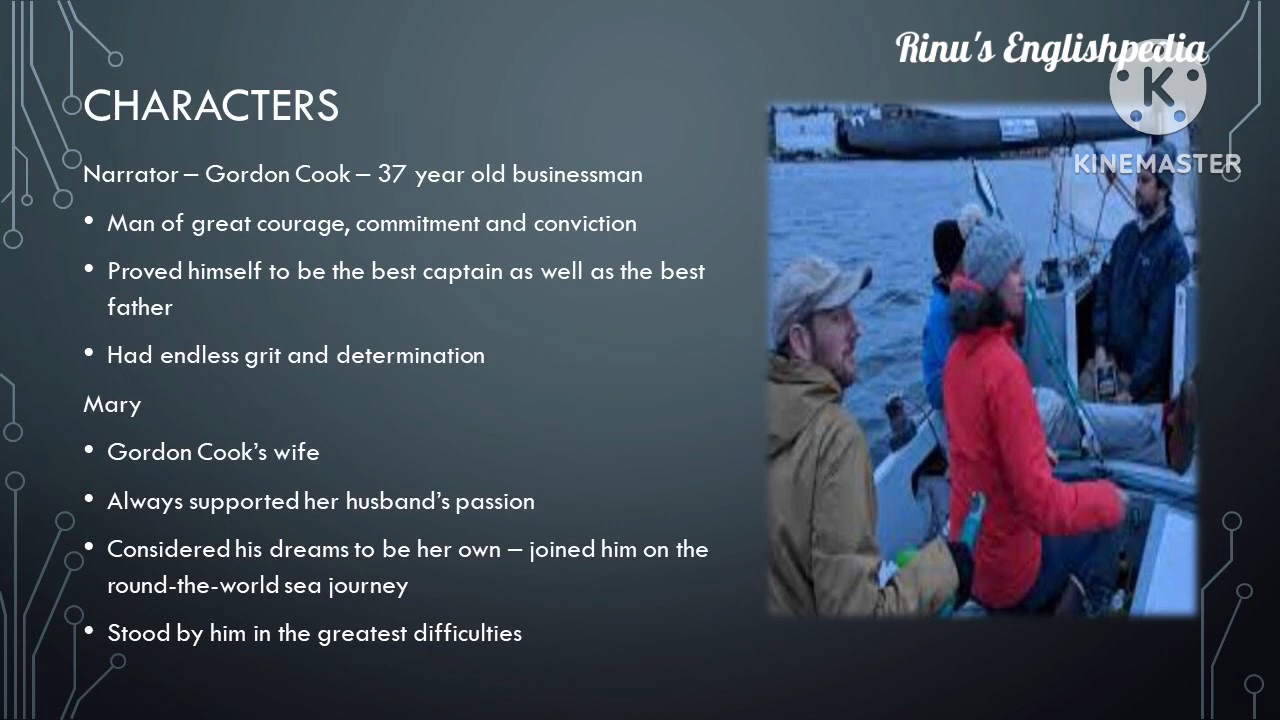 Rinu's Englishpedia
K
KINEMASTER
CHARACTERS
Narrator – Gordon Cook – 37 year old businessman
• Man of great courage, commitment and conviction
• Proved himself to be the best captain as well as the best
father
• Had endless grit and determination
Mary
• Gordon Cook's wife
• Always supported her husband's passion
• Considered his dreams to be her own – joined him on the
round-the-world sea journey
• Stood by him in the greatest difficulties